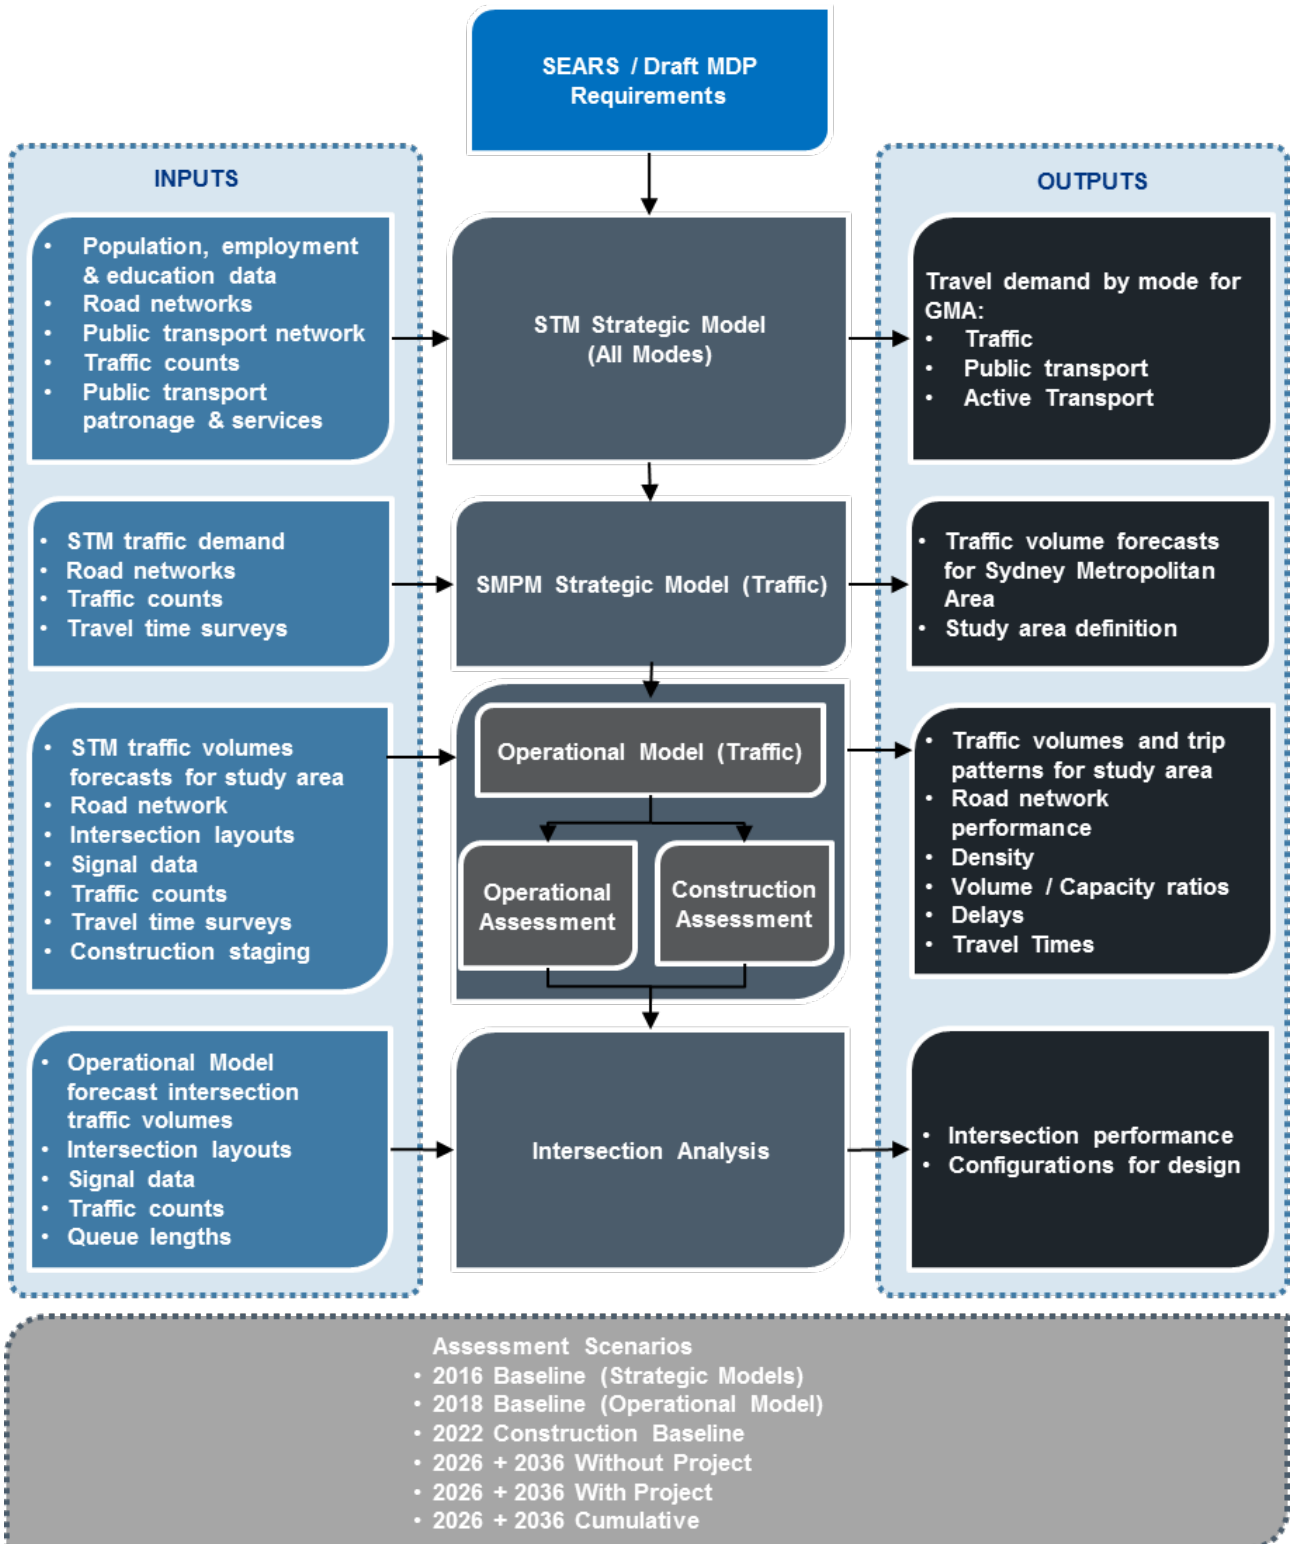 SEARS / Draft MDP
Requirements
INPUTS
• Population, employment
& education data
• Road networks
• Public transport network
• Traffic counts
• Public transport
patronage & services
STM Strategic Model
(All Modes)
OUTPUTS
Travel demand by mode for
GMA:
• Traffic
• Public transport
• Active Transport
• STM traffic demand
• Road networks
• Traffic counts
• Travel time surveys
SMPM Strategic Model (Traffic)
• Traffic volume forecasts
for Sydney Metropolitan
Area
• Study area definition
• STM traffic volumes
forecasts for study area
• Road network
• Intersection layouts
• Signal data
• Traffic counts
• Travel time surveys
• Construction staging
Operational Model (Traffic)
Operational
Assessment
Construction
Assessment
• Traffic volumes and trip
patterns for study area
• Road network
performance
• Density
• Volume / Capacity ratios
• Delays
• Travel Times
• Operational Model
forecast intersection
traffic volumes
• Intersection layouts
• Signal data
• Traffic counts
• Queue lengths
Intersection Analysis
• Intersection performance
• Configurations for design
Assessment Scenarios
• 2016 Baseline (Strategic Models)
• 2018 Baseline (Operational Model)
• 2022 Construction Baseline
• 2026 + 2036 Without Project
• 2026 + 2036 With Project
• 2026 + 2036 Cumulative